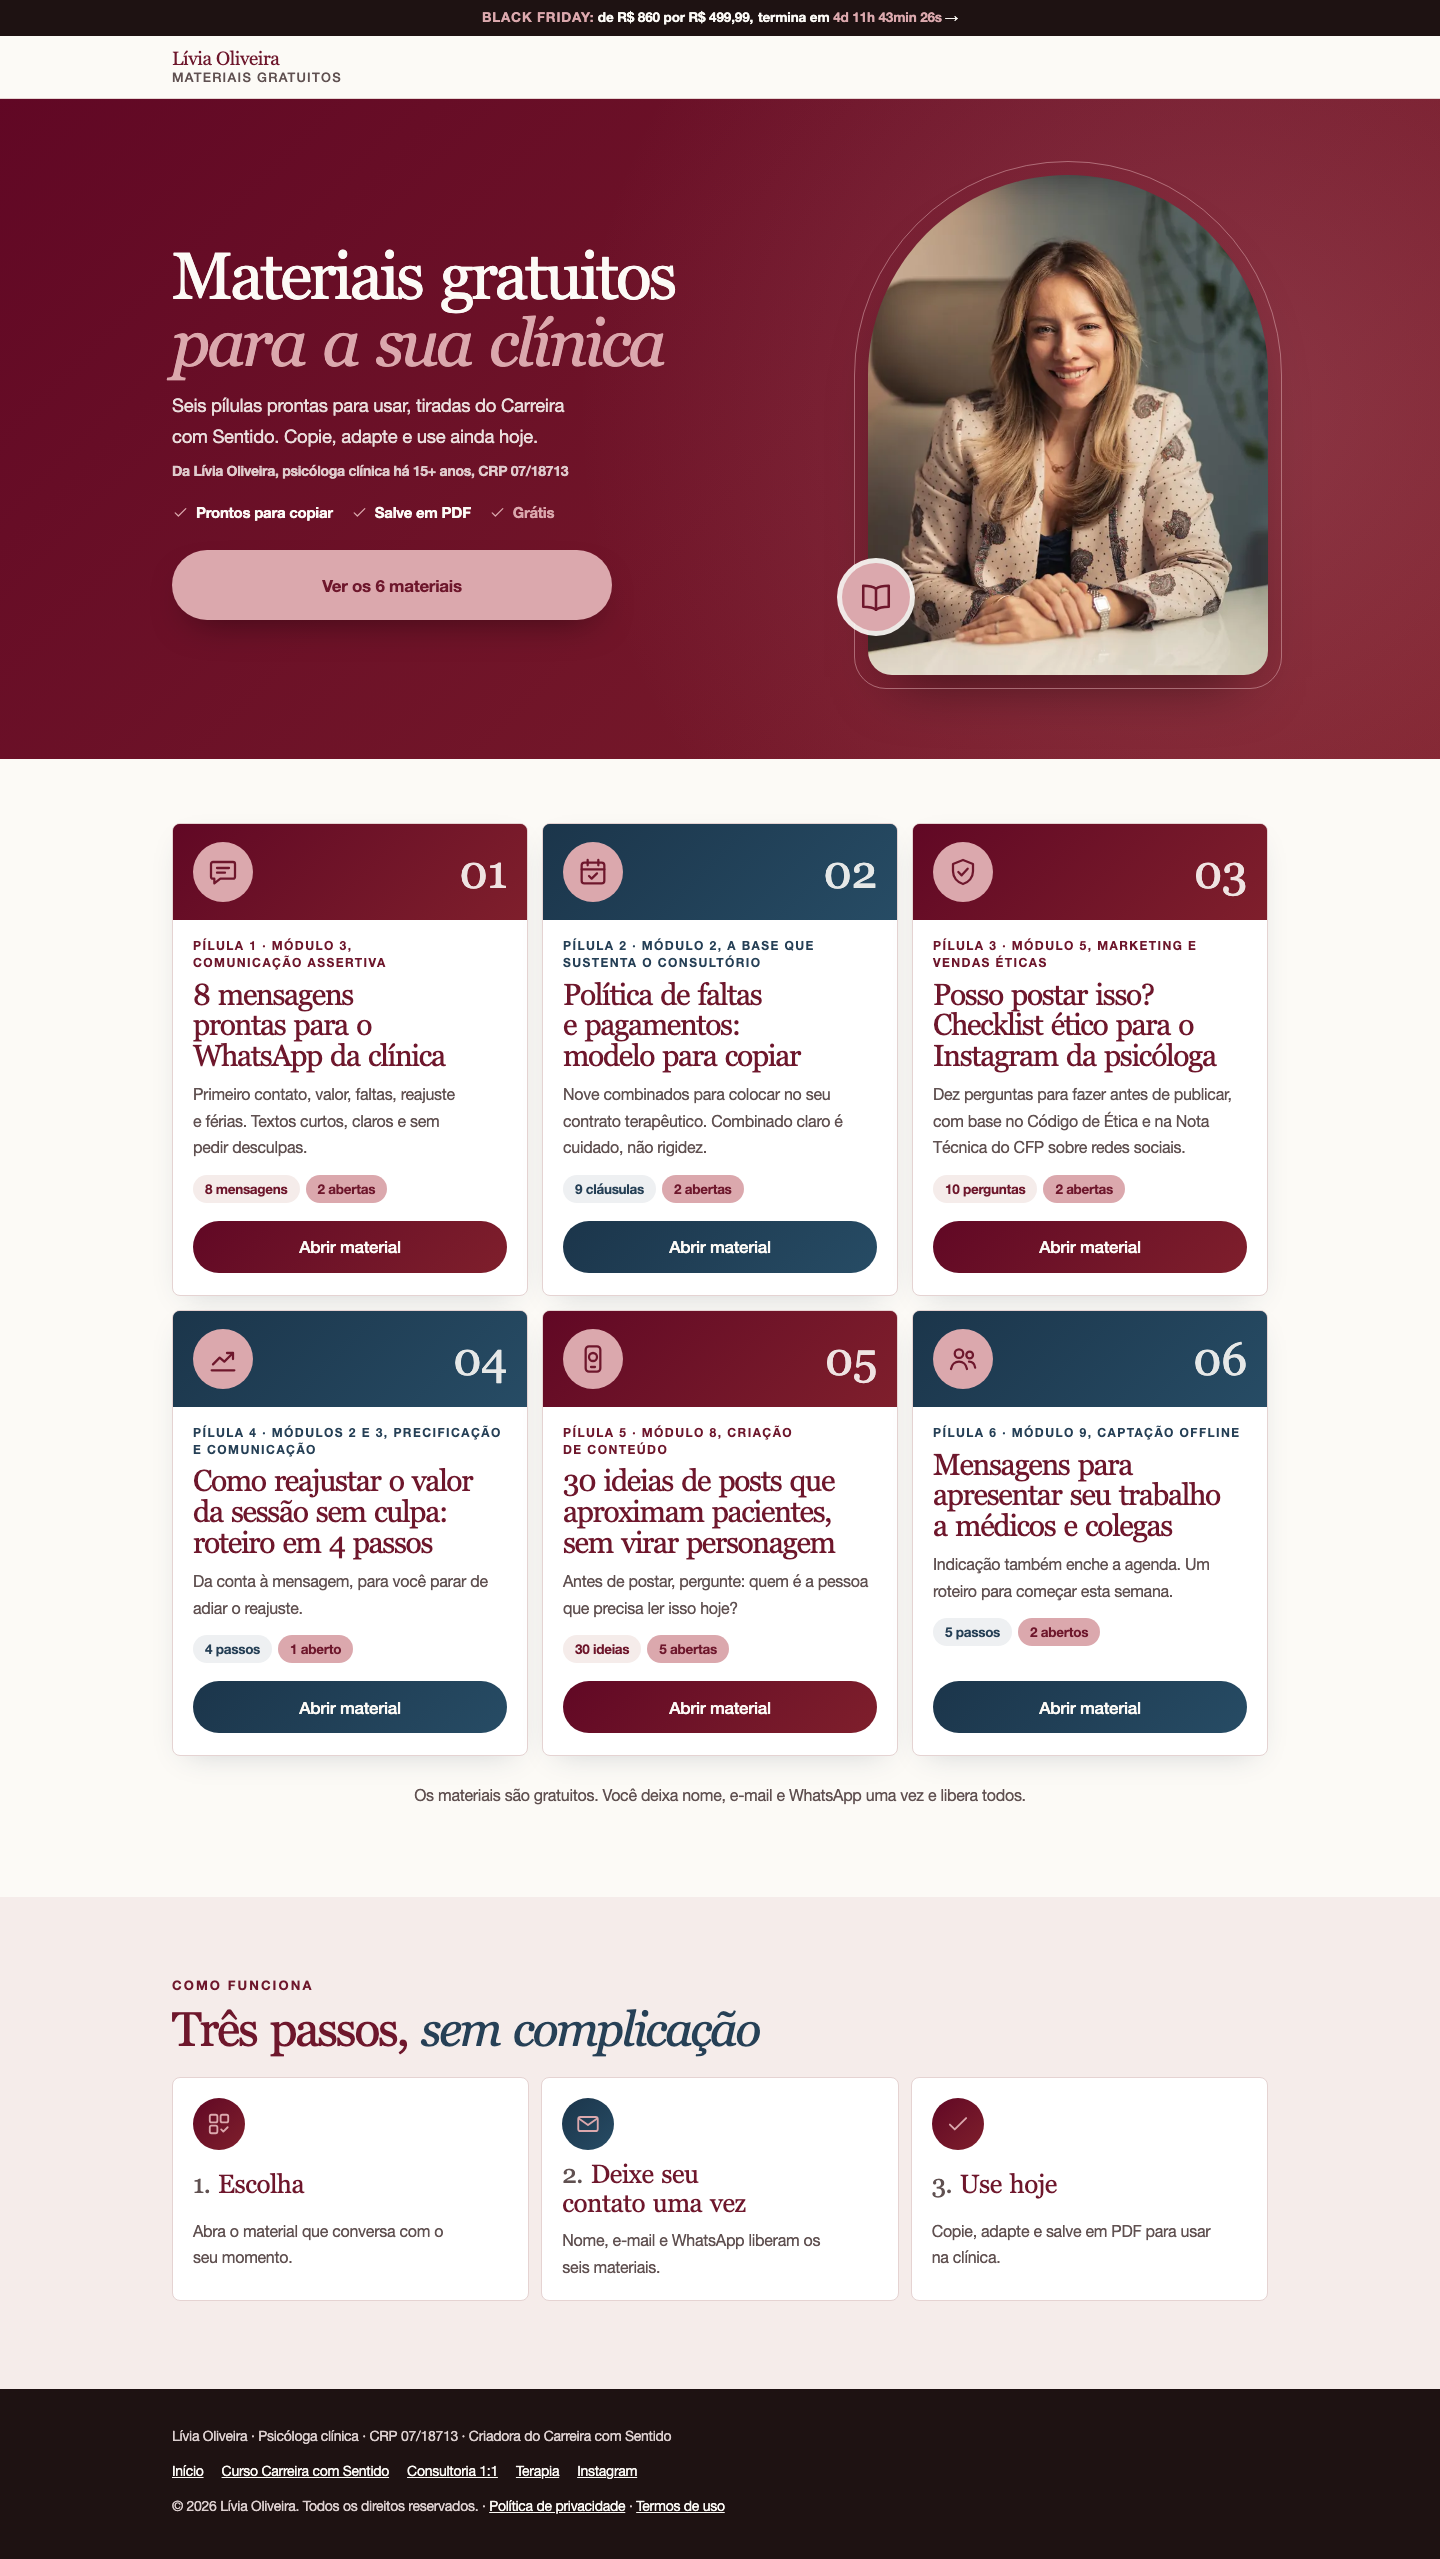 BLACK FRIDAY: de R$ 860 por R$ 499,99, termina em 4d 11h 43min 26s →
Lívia Oliveira
MATERIAIS GRATUITOS
Materiais gratuitos
para a sua clínica
Seis pílulas prontas para usar, tiradas do Carreira
com Sentido. Copie, adapte e use ainda hoje.
Da Lívia Oliveira, psicóloga clínica há 15+ anos, CRP 07/18713
Prontos para copiar Salve em PDF Grátis
Ver os 6 materiais
01
PÍLULA 1 · MÓDULO 3,
COMUNICAÇÃO ASSERTIVA
8 mensagens
prontas para o
WhatsApp da clínica
Primeiro contato, valor, faltas, reajuste
e férias. Textos curtos, claros e sem
pedir desculpas.
8 mensagens 2 abertas
Abrir material
02
PÍLULA 2 · MÓDULO 2, A BASE QUE
SUSTENTA O CONSULTÓRIO
Política de faltas
e pagamentos:
modelo para copiar
Nove combinados para colocar no seu
contrato terapêutico. Combinado claro é
cuidado, não rigidez.
9 cláusulas 2 abertas
Abrir material
03
PÍLULA 3 · MÓDULO 5, MARKETING E
VENDAS ÉTICAS
Posso postar isso?
Checklist ético para o
Instagram da psicóloga
Dez perguntas para fazer antes de publicar,
com base no Código de Ética e na Nota
Técnica do CFP sobre redes sociais.
10 perguntas 2 abertas
Abrir material
04
PÍLULA 4 · MÓDULOS 2 E 3, PRECIFICAÇÃO
E COMUNICAÇÃO
Como reajustar o valor
da sessão sem culpa:
roteiro em 4 passos
Da conta à mensagem, para você parar de
adiar o reajuste.
4 passos 1 aberto
Abrir material
05
PÍLULA 5 · MÓDULO 8, CRIAÇÃO
DE CONTEÚDO
30 ideias de posts que
aproximam pacientes,
sem virar personagem
Antes de postar, pergunte: quem é a pessoa
que precisa ler isso hoje?
30 ideias 5 abertas
Abrir material
06
PÍLULA 6 · MÓDULO 9, CAPTAÇÃO OFFLINE
Mensagens para
apresentar seu trabalho
a médicos e colegas
Indicação também enche a agenda. Um
roteiro para começar esta semana.
5 passos 2 abertos
Abrir material
Os materiais são gratuitos. Você deixa nome, e-mail e WhatsApp uma vez e libera todos.
COMO FUNCIONA
Três passos, sem complicação
1. Escolha
Abra o material que conversa com o
seu momento.
2. Deixe seu
contato uma vez
Nome, e-mail e WhatsApp liberam os
seis materiais.
3. Use hoje
Copie, adapte e salve em PDF para usar
na clínica.
Lívia Oliveira · Psicóloga clínica · CRP 07/18713 · Criadora do Carreira com Sentido
Início Curso Carreira com Sentido Consultoria 1:1 Terapia Instagram
© 2026 Lívia Oliveira. Todos os direitos reservados. · Política de privacidade · Termos de uso